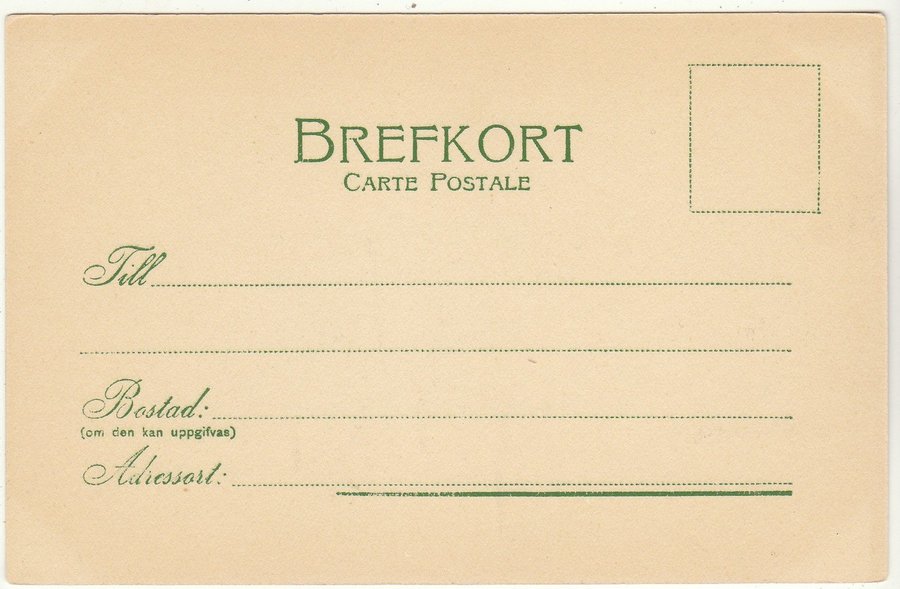 BREFKORT
CARTE POSTALE
Till
Bostad:
(om den kan uppgifvas)
Adressort: